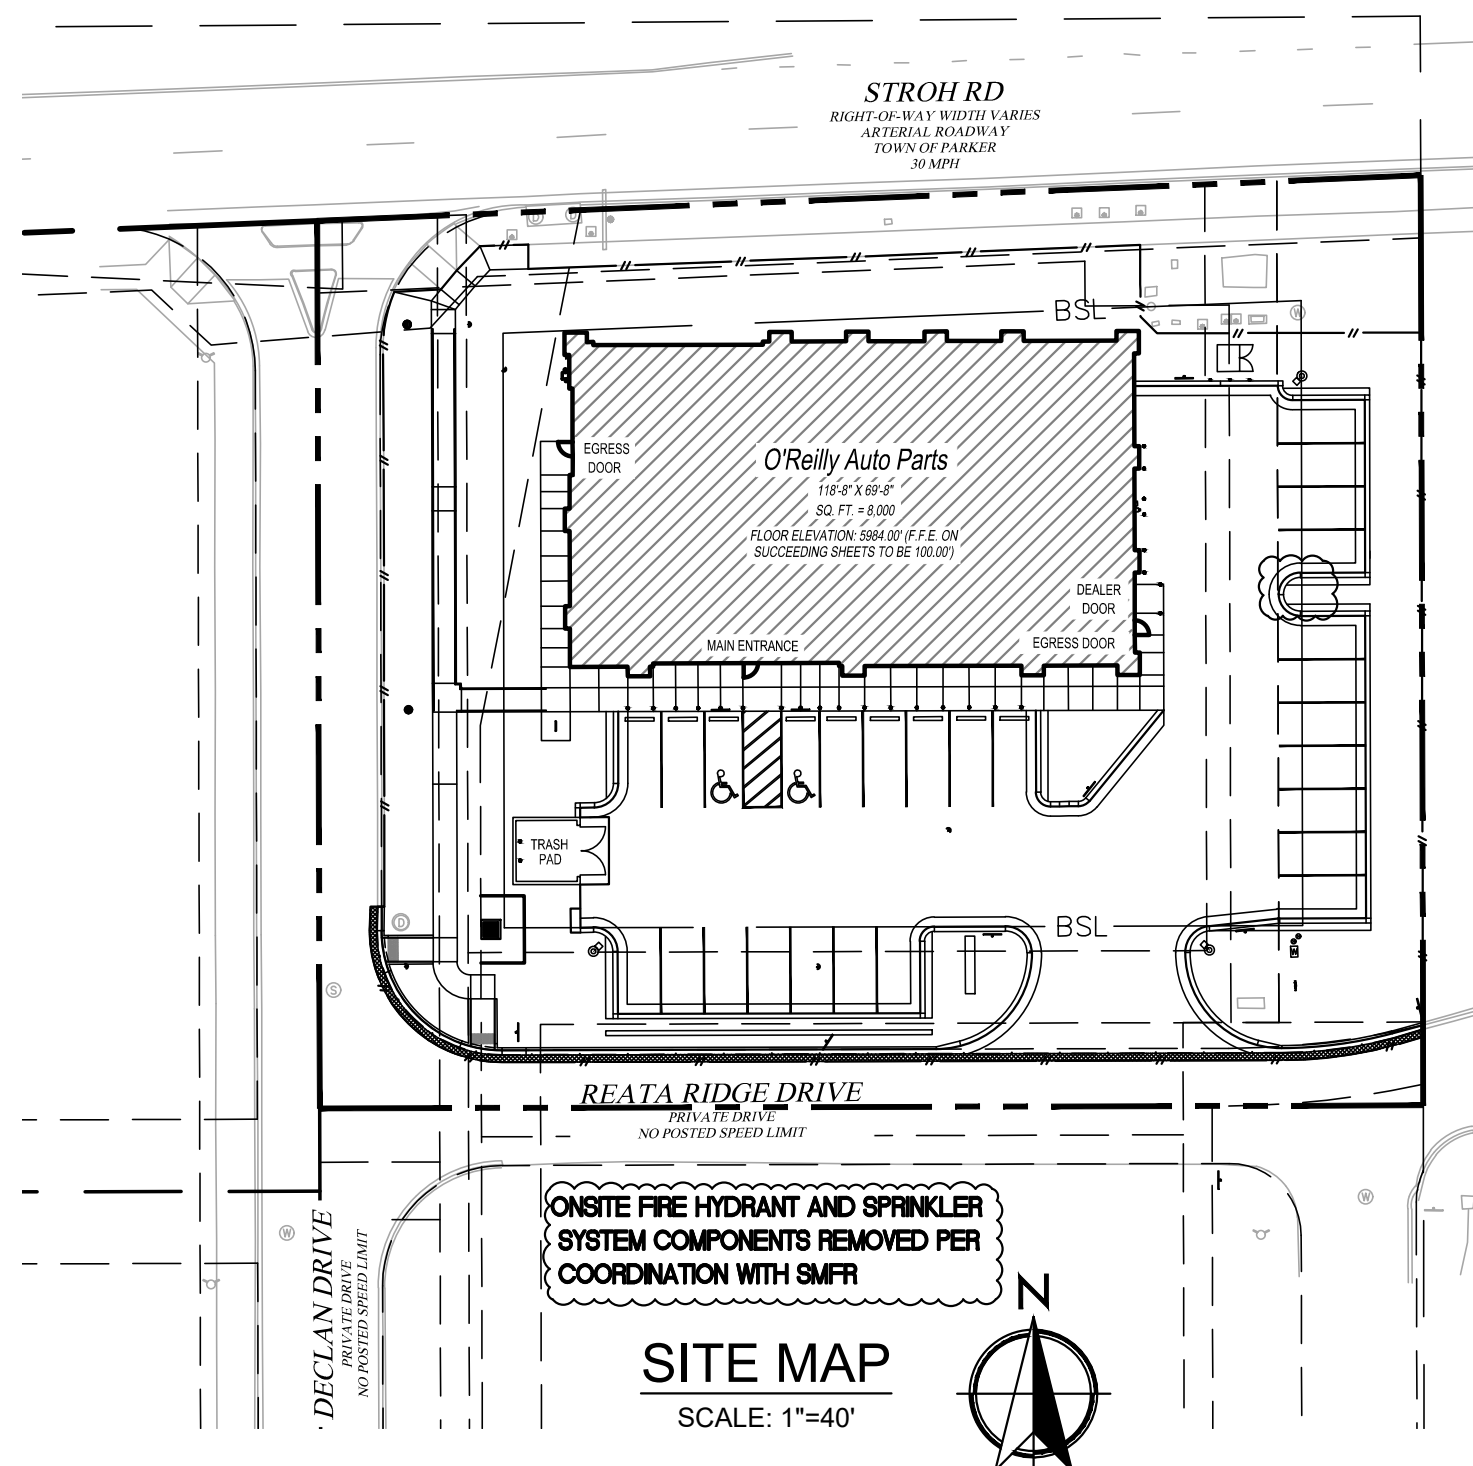 STROH RD
RIGHT-OF-WAY WIDTH VARIES
ARTERIAL ROADWAY
TOWN OF PARKER
30 MPH
D
D
BSL
W
EGRESS
DOOR
O'Reilly Auto Parts
118'-8" X 69'-8"
SQ. FT. = 8,000
FLOOR ELEVATION: 5984.00' (F.F.E. ON
SUCCEEDING SHEETS TO BE 100.00')
DEALER
DOOR
MAIN ENTRANCE
EGRESS DOOR
TRASH
PAD
D
BSL
W
S
REATA RIDGE DRIVE
PRIVATE DRIVE
NO POSTED SPEED LIMIT
W
W
DECLAN DRIVE
PRIVATE DRIVE
NO POSTED SPEED LIMIT
ONSITE FIRE HYDRANT AND SPRINKLER
SYSTEM COMPONENTS REMOVED PER
COORDINATION WITH SMFR
N
SITE MAP
SCALE: 1"=40'